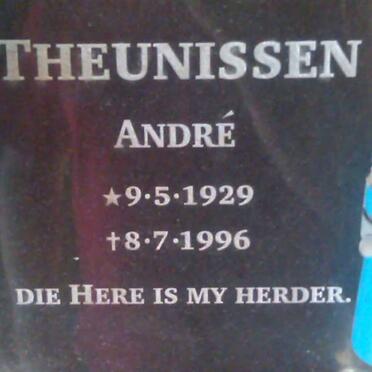 THEUNISSEN
ANDRÉ
★9·5·1929
†8·7·1996
DIE HERE IS MY HERDER.